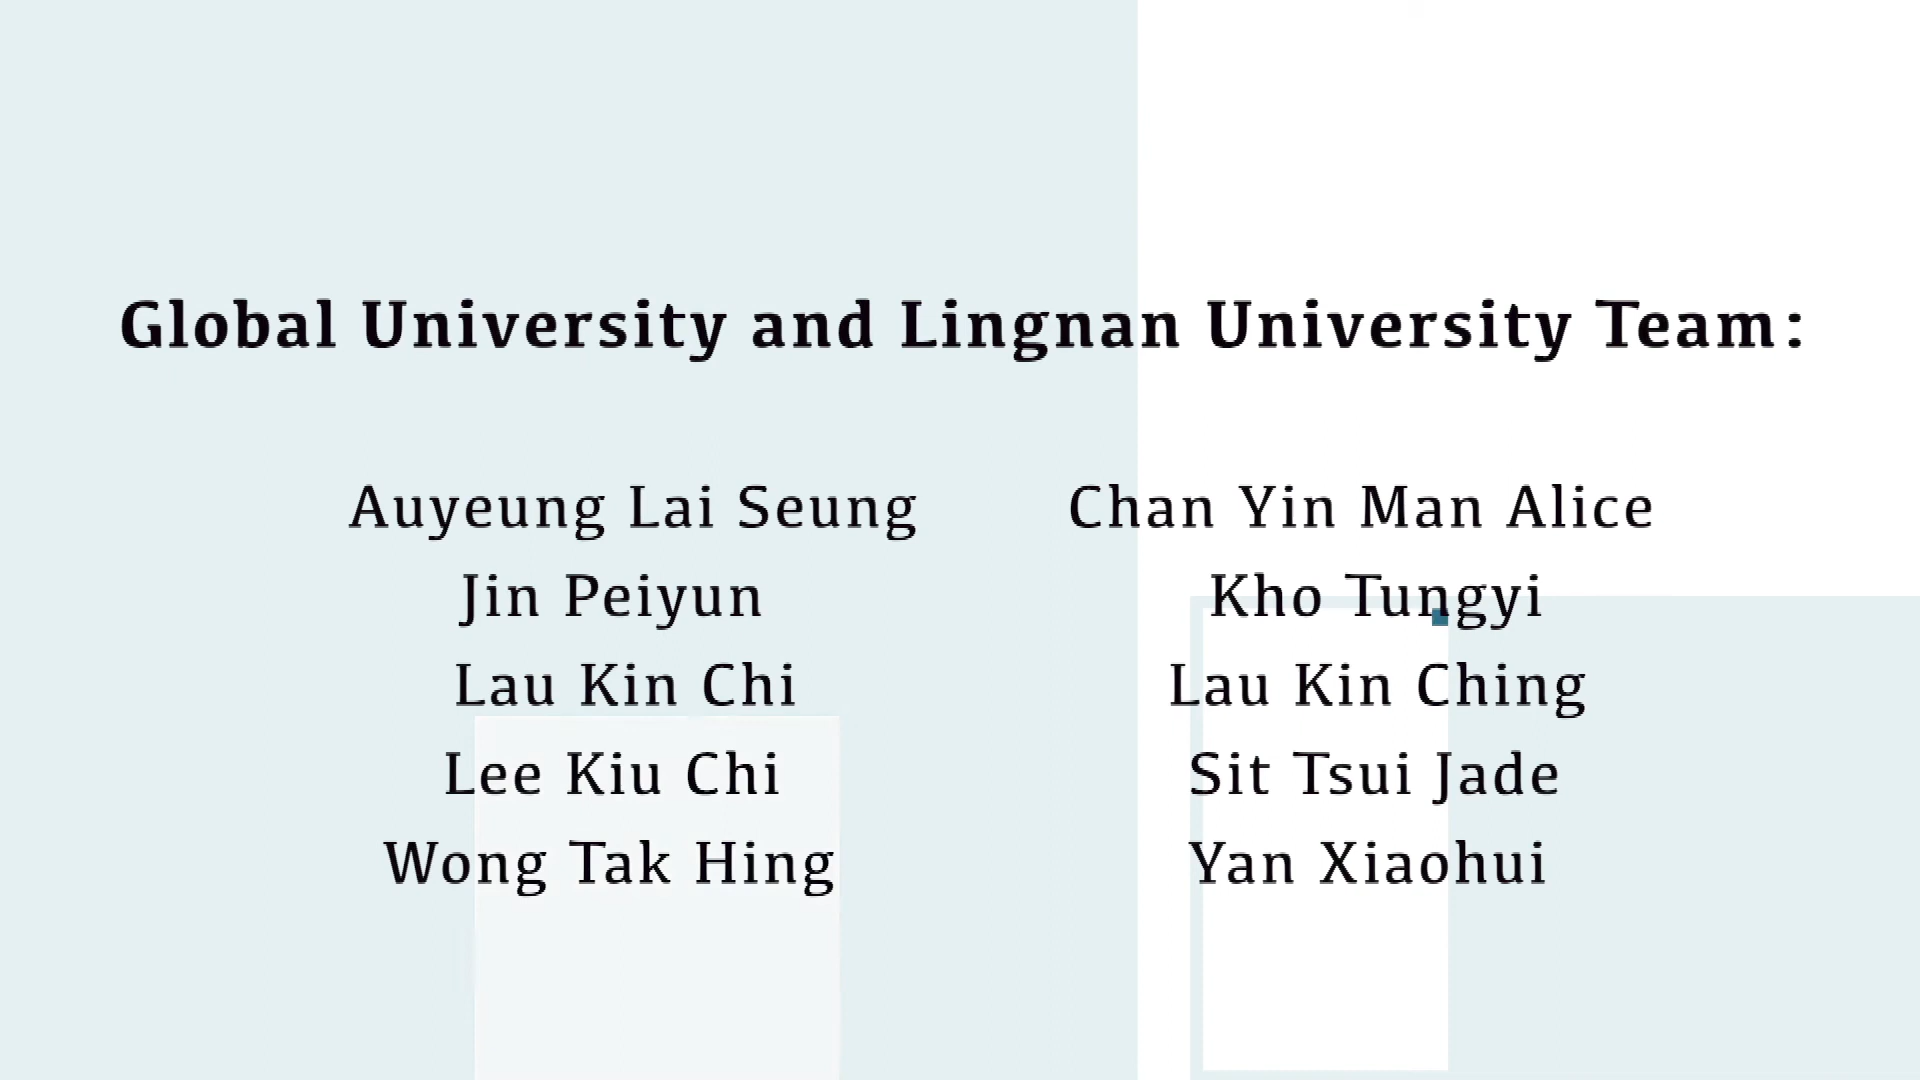 Global University and Lingnan University Team:
Auyeung Lai Seung Chan Yin Man Alice
Jin Peiyun Kho Tungyi
Lau Kin Chi Lau Kin Ching
Lee Kiu Chi Sit Tsui Jade
Wong Tak Hing Yan Xiaohui